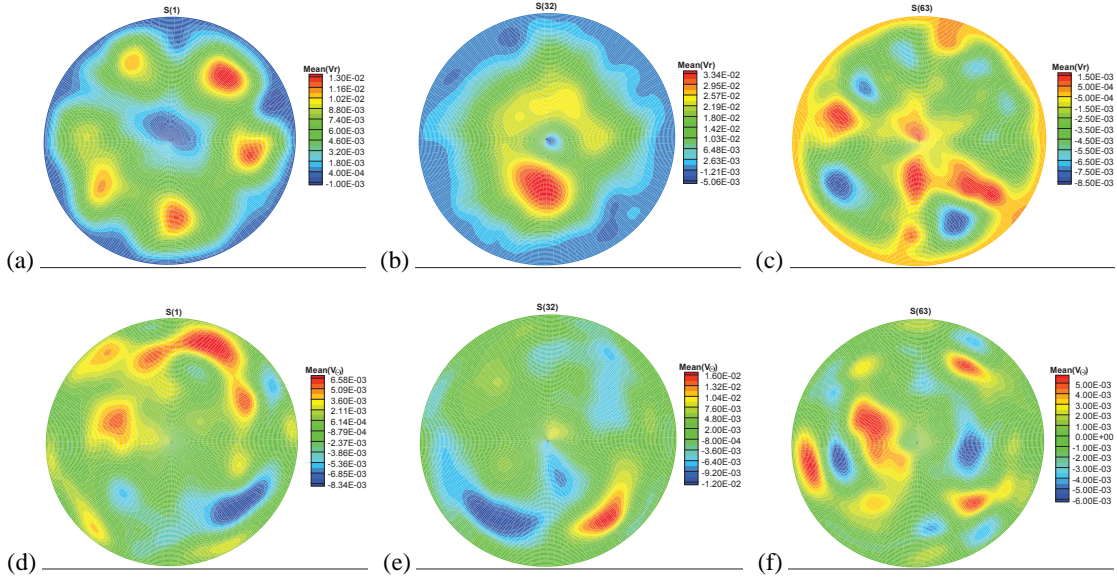 S(1)
Mean(Vr)
1.30E-02
1.16E-02
1.02E-02
8.80E-03
7.40E-03
6.00E-03
4.60E-03
3.20E-03
1.80E-03
4.00E-04
-1.00E-03
(a)
S(32)
Mean(Vr)
3.34E-02
2.95E-02
2.57E-02
2.19E-02
1.80E-02
1.42E-02
1.03E-02
6.48E-03
2.63E-03
-1.21E-03
-5.06E-03
(b)
S(63)
Mean(Vr)
1.50E-03
5.00E-04
-5.00E-04
-1.50E-03
-2.50E-03
-3.50E-03
-4.50E-03
-5.50E-03
-6.50E-03
-7.50E-03
-8.50E-03
(c)
S(1)
Mean(VΘ)
6.58E-03
5.09E-03
3.60E-03
2.11E-03
6.14E-04
-8.79E-04
-2.37E-03
-3.86E-03
-5.36E-03
-6.85E-03
-8.34E-03
(d)
S(32)
Mean(VΘ)
1.60E-02
1.32E-02
1.04E-02
7.60E-03
4.80E-03
2.00E-03
-8.00E-04
-3.60E-03
-6.40E-03
-9.20E-03
-1.20E-02
(e)
S(63)
Mean(VΘ)
5.00E-03
4.00E-03
3.00E-03
2.00E-03
1.00E-03
0.00E+00
-1.00E-03
-2.00E-03
-3.00E-03
-4.00E-03
-5.00E-03
-6.00E-03
(f)